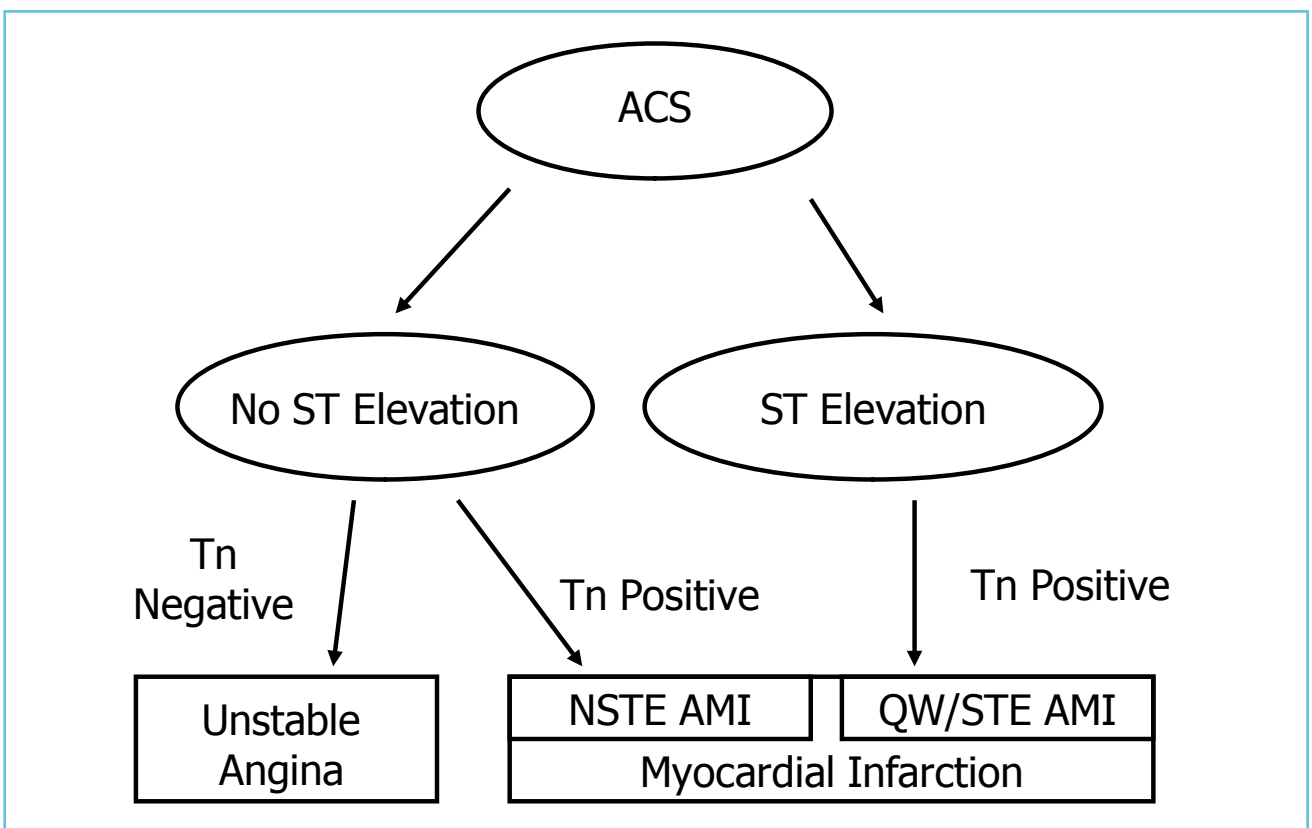 ACS
No ST Elevation
ST Elevation
Tn
Negative
Tn Positive
Tn Positive
Unstable
Angina
NSTE AMI
QW/STE AMI
Myocardial Infarction